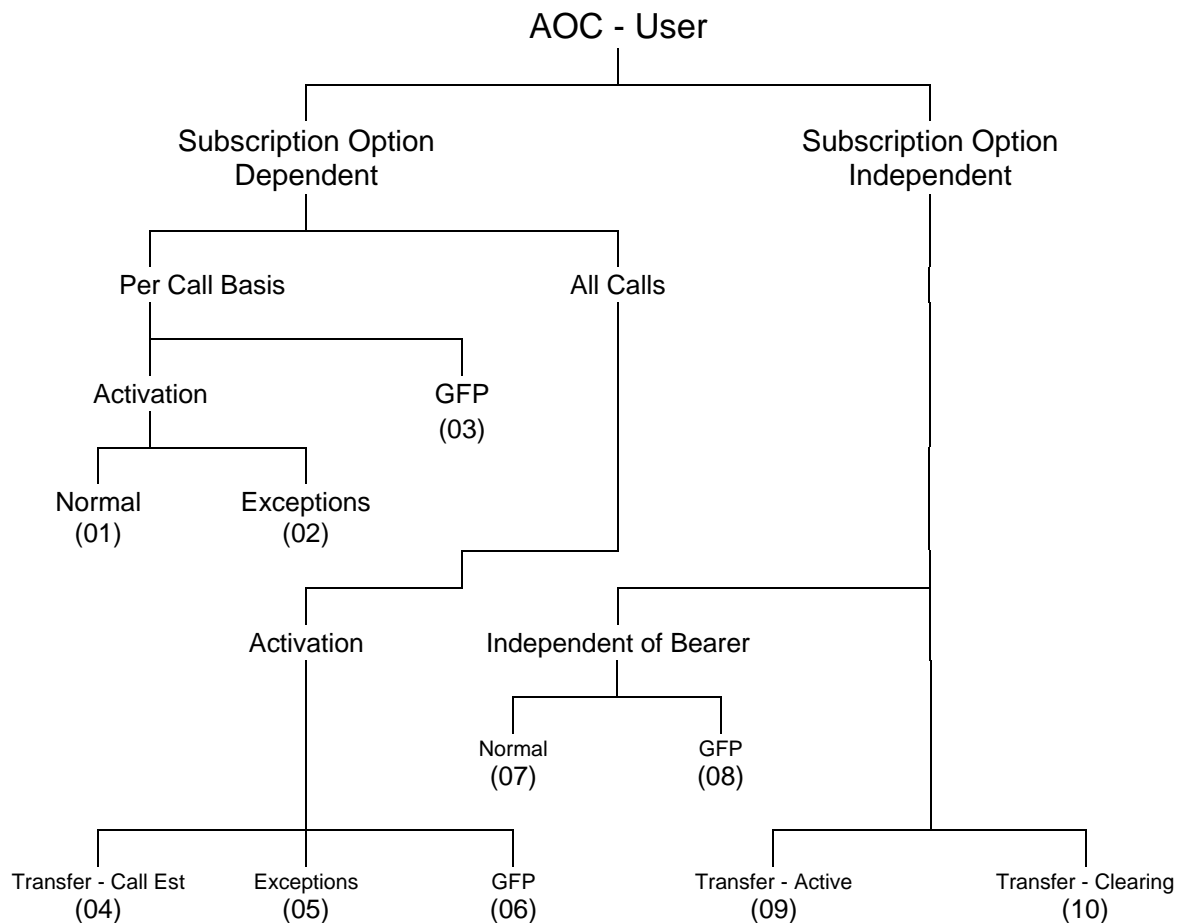 AOC - User
Subscription Option
Dependent
Subscription Option
Independent
Per Call Basis
All Calls
Activation
GFP
(03)
Normal
(01)
Exceptions
(02)
Activation
Independent of Bearer
Normal
(07)
GFP
(08)
Transfer - Call Est
(04)
Exceptions
(05)
GFP
(06)
Transfer - Active
(09)
Transfer - Clearing
(10)